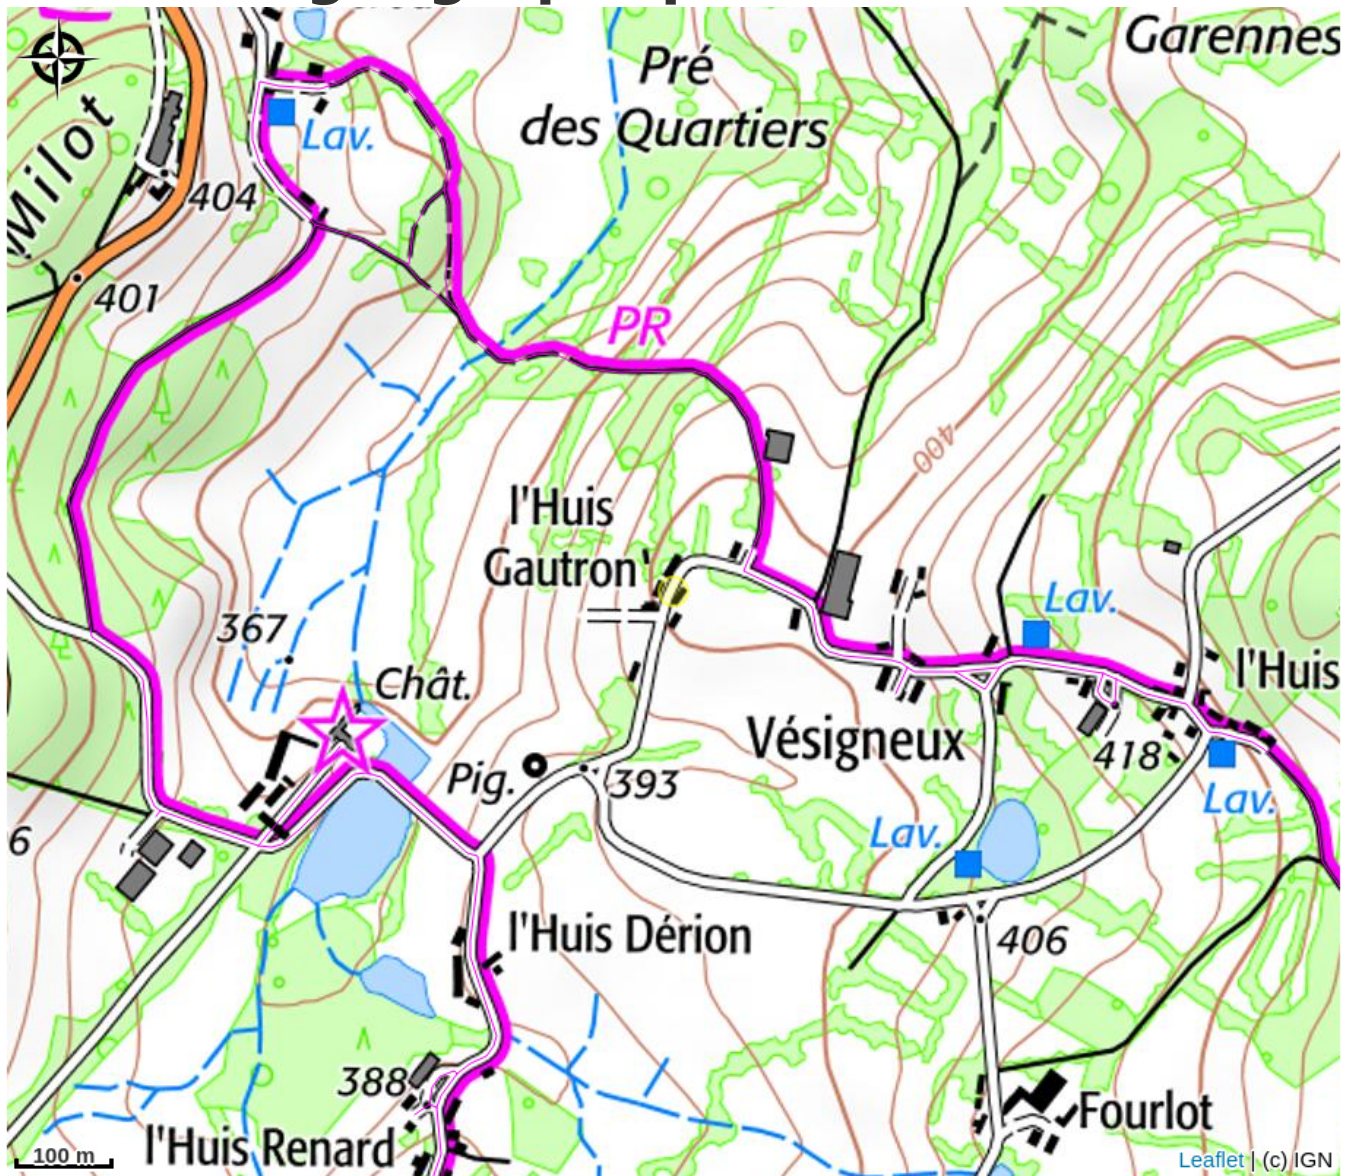 Garennes
Pré
des Quartiers
Lav.
Milot
404
401
PR
400
l'Huis
Gautron
367
Lav.
Chât.
l'Huis
Vésigneux
418
Pig.
393
Lav.
Lav.
6
l'Huis Dérion
406
388
Fourlot
l'Huis Renard
100 m
Leaflet | (c) IGN